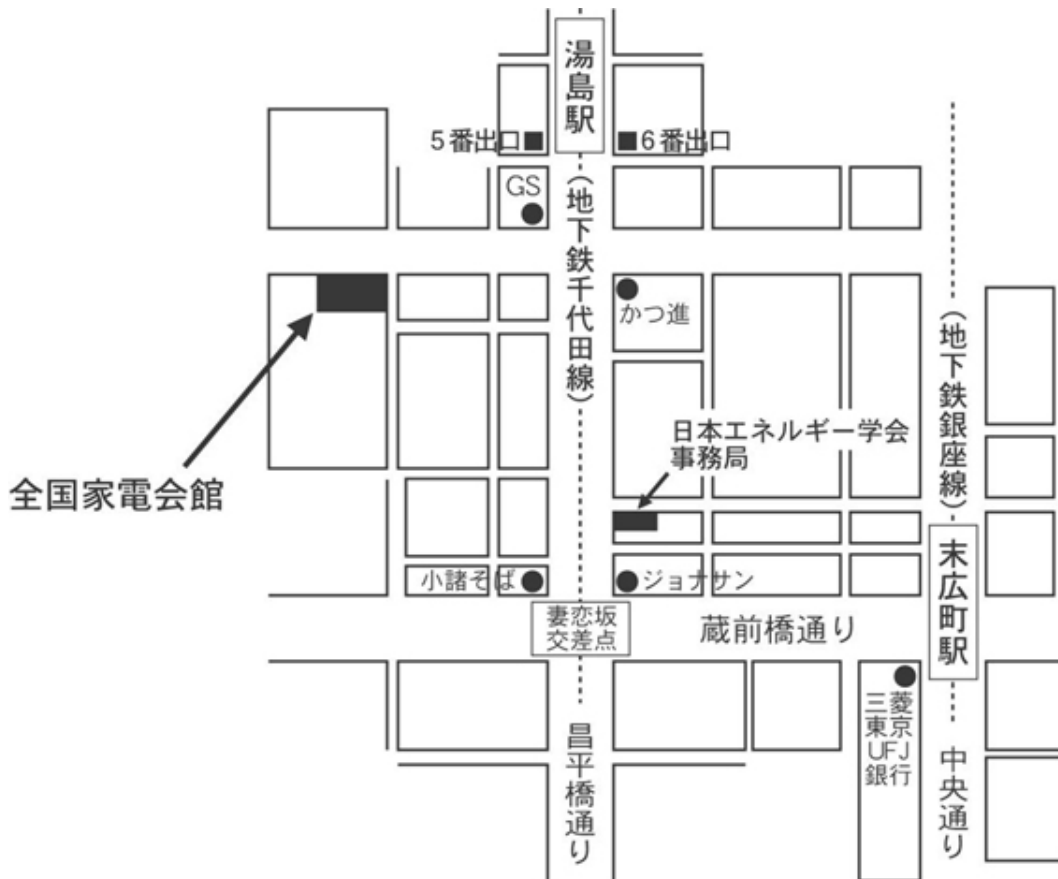 湯島駅
5番出口
6番出口
GS
（地下鉄千代田線）
かつ進
（地下鉄銀座線）
日本エネルギー学会
事務局
全国家電会館
末広町駅
小諸そば
ジョナサン
妻恋坂
交差点
蔵前橋通り
三菱
東京
UFJ
銀行
昌平橋通り
中央通り